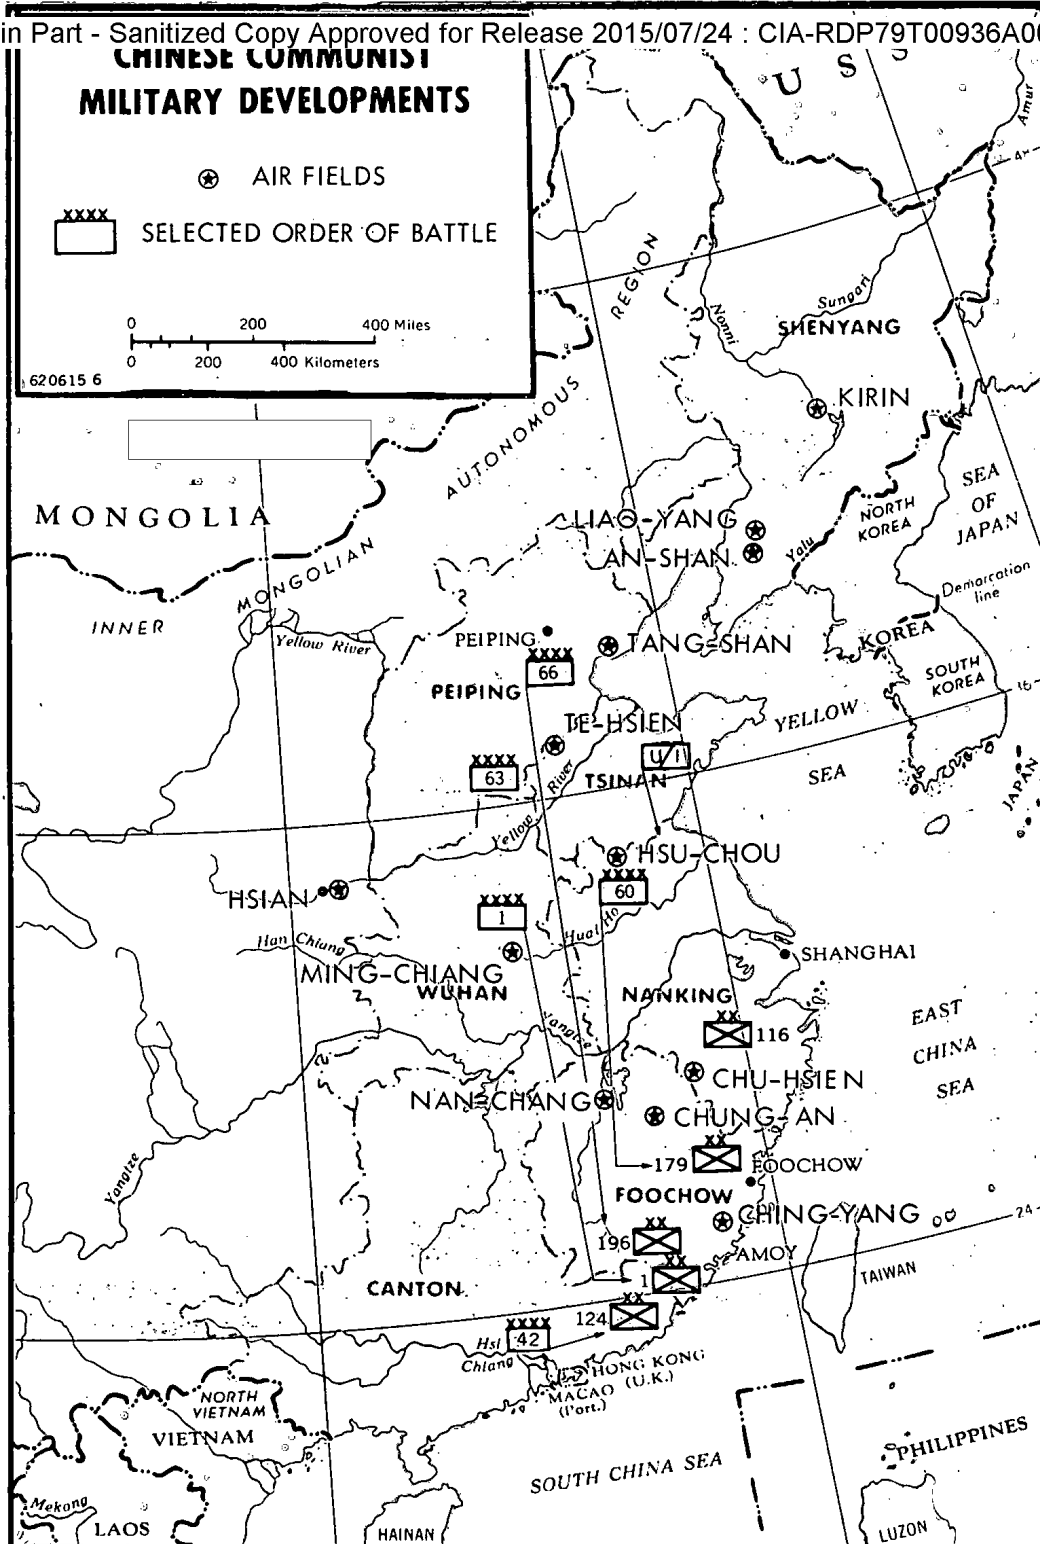 in Part - Sanitized Copy Approved for Release 2015/07/24 : CIA-RDP79T00936A00
CHINESE COMMUNIST
MILITARY DEVELOPMENTS
AIR FIELDS
XXXX
SELECTED ORDER OF BATTLE
0 200 400 Miles
0 200 400 Kilometers
620615 6
U S S
Amur
48
REGION
Nonni
Sungari
SHENYANG
KIRIN
AUTONOMOUS
MONGOLIA
SEA
OF
JAPAN
NORTH
KOREA
LIAO-YANG
AN-SHAN
Yalu
MONGOLIAN
Demarcation
line
INNER
Yellow River
PEIPING
TANG-SHAN
KOREA
XXXX
66
PEIPING
SOUTH
KOREA
36
TE-HSIEN
YELLOW
SEA
U/I
TSINAN
XXXX
63
River
Yellow
JAPAN
HSU-CHOU
XXXX
60
HSIAN
XXXX
1
Han Chiang
Huai Ho
MING-CHIANG
WUHAN
SHANGHAI
NANKING
XX
116
EAST
CHINA
SEA
Yangtze
CHU-HSIEN
NAN-CHANG
CHUNG-AN
XX
179
FOOCHOW
Yangtze
FOOCHOW
CHING-YANG
24
XX
196
AMOY
XX
1
TAIWAN
CANTON
XX
124
XXXX
42
Hsi
Chiang
HONG KONG
(U.K.)
MACAO
(Port.)
NORTH
VIETNAM
VIETNAM
PHILIPPINES
SOUTH CHINA SEA
Mekong
LAOS
HAINAN
LUZON